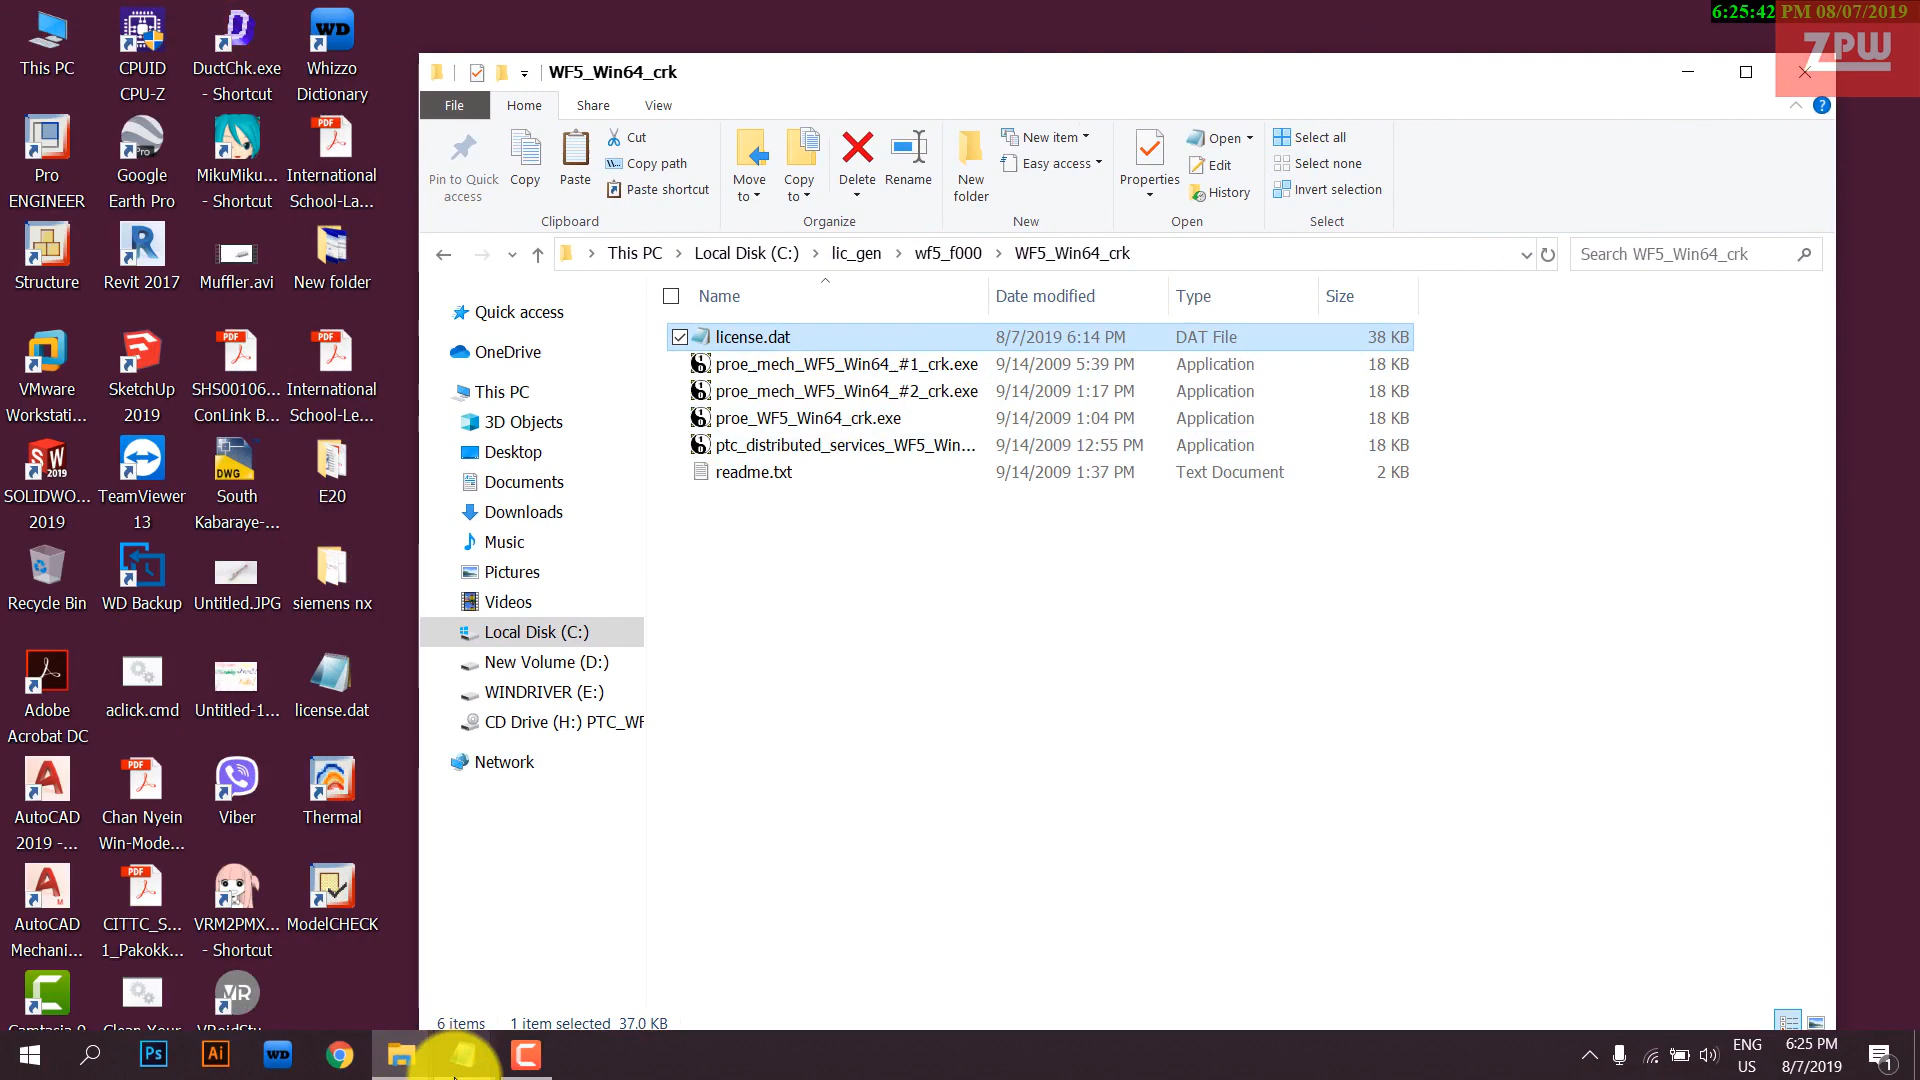 6:25:42 PM 08/07/2019
ZPW
This PC
CPUID
CPU-Z
DuctChk.exe
- Shortcut
Whizzo
Dictionary
Pro
ENGINEER
Google
Earth Pro
MikuMiku...
- Shortcut
International
School-La...
Structure
Revit 2017
Muffler.avi
New folder
VMware
Workstati...
SketchUp
2019
SHS00106...
ConLink B...
International
School-Le...
SOLIDWO...
2019
TeamViewer
13
South
Kabaraye-...
E20
Recycle Bin
WD Backup
Untitled.JPG
siemens nx
Adobe
Acrobat DC
aclick.cmd
Untitled-1...
license.dat
AutoCAD
2019 -...
Chan Nyein
Win-Mode...
Viber
Thermal
AutoCAD
Mechani...
CITTC_S...
1_Pakokk...
VRM2PMX...
- Shortcut
ModelCHECK
WF5_Win64_crk
File
Home
Share
View
Pin to Quick
access
Copy
Paste
Cut
Copy path
Paste shortcut
Clipboard
Move
to
Copy
to
Delete
Rename
Organize
New
folder
New item
Easy access
New
Properties
Open
Edit
History
Open
Select all
Select none
Invert selection
Select
This PC > Local Disk (C:) > lic_gen > wf5_f000 > WF5_Win64_crk
Search WF5_Win64_crk
Quick access
OneDrive
This PC
3D Objects
Desktop
Documents
Downloads
Music
Pictures
Videos
Local Disk (C:)
New Volume (D:)
WINDRIVER (E:)
CD Drive (H:) PTC_WF
Network
Name Date modified Type Size
license.dat 8/7/2019 6:14 PM DAT File 38 KB
proe_mech_WF5_Win64_#1_crk.exe 9/14/2009 5:39 PM Application 18 KB
proe_mech_WF5_Win64_#2_crk.exe 9/14/2009 1:17 PM Application 18 KB
proe_WF5_Win64_crk.exe 9/14/2009 1:04 PM Application 18 KB
ptc_distributed_services_WF5_Win... 9/14/2009 12:55 PM Application 18 KB
readme.txt 9/14/2009 1:37 PM Text Document 2 KB
6 items 1 item selected 37.0 KB
ENG
US
6:25 PM
8/7/2019
1